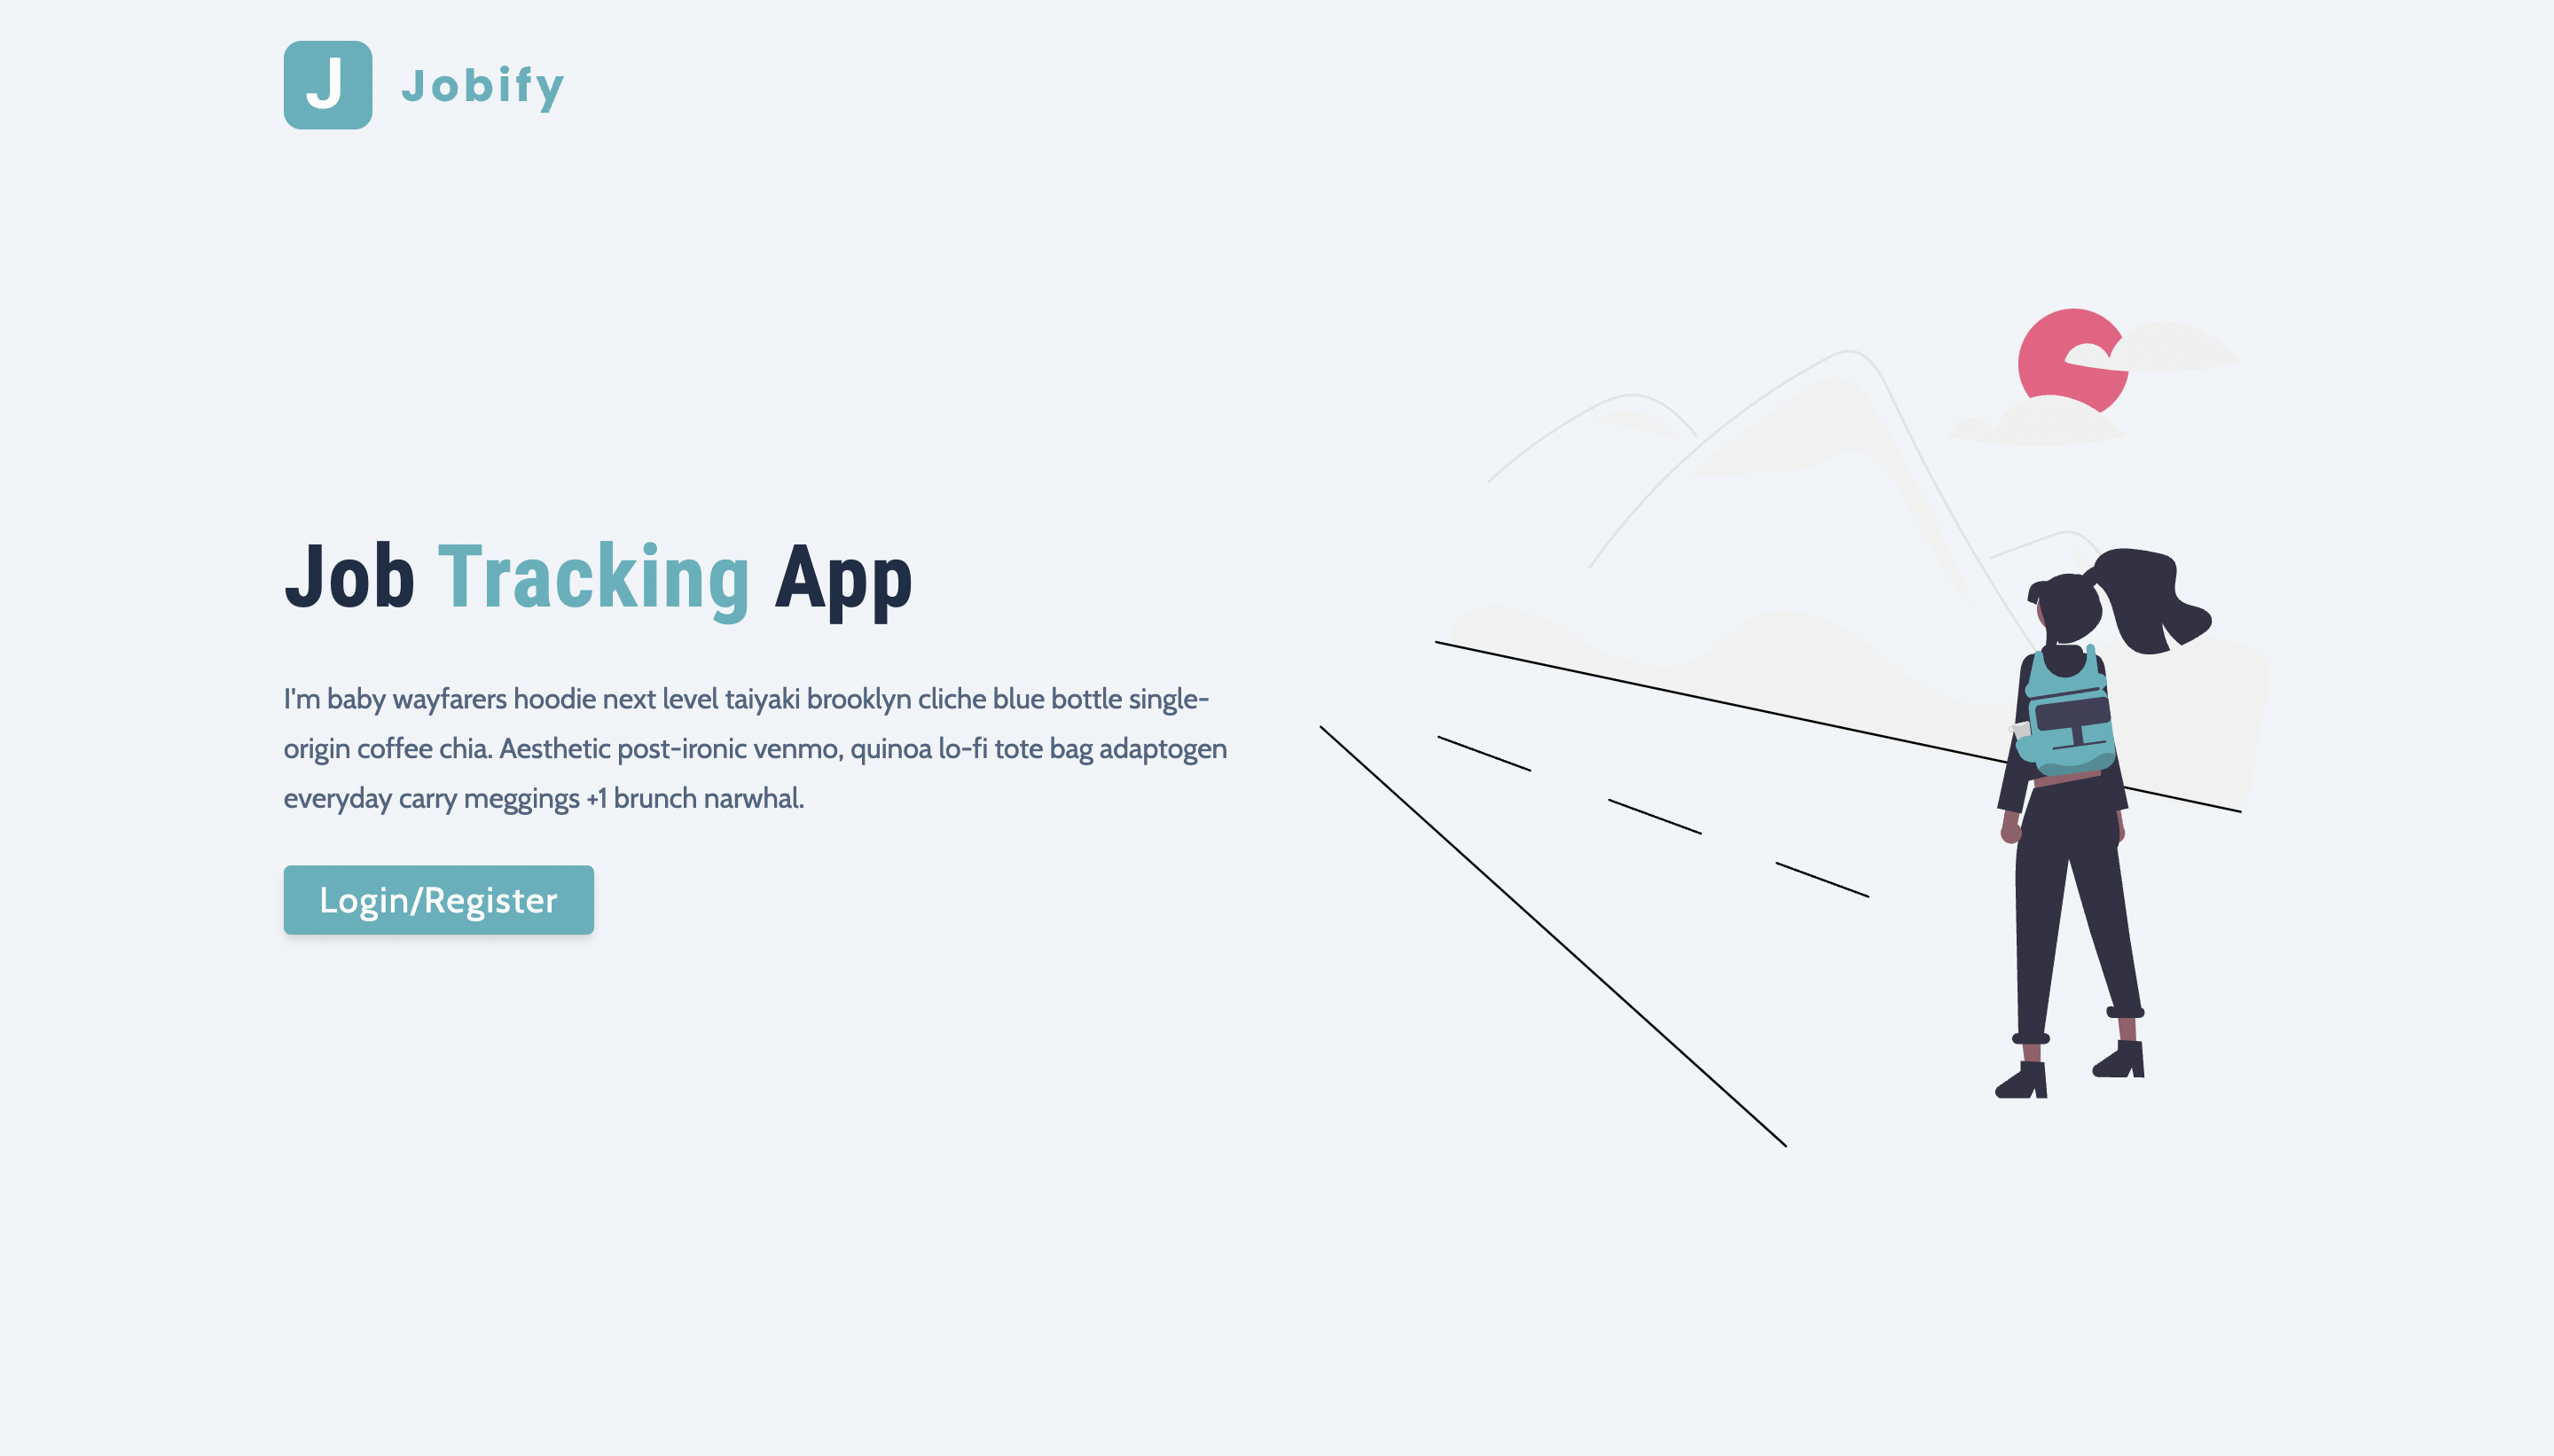 J Jobify
Job Tracking App
I'm baby wayfarers hoodie next level taiyaki brooklyn cliche blue bottle single-
origin coffee chia. Aesthetic post-ironic venmo, quinoa lo-fi tote bag adaptogen
everyday carry meggings +1 brunch narwhal.
Login/Register